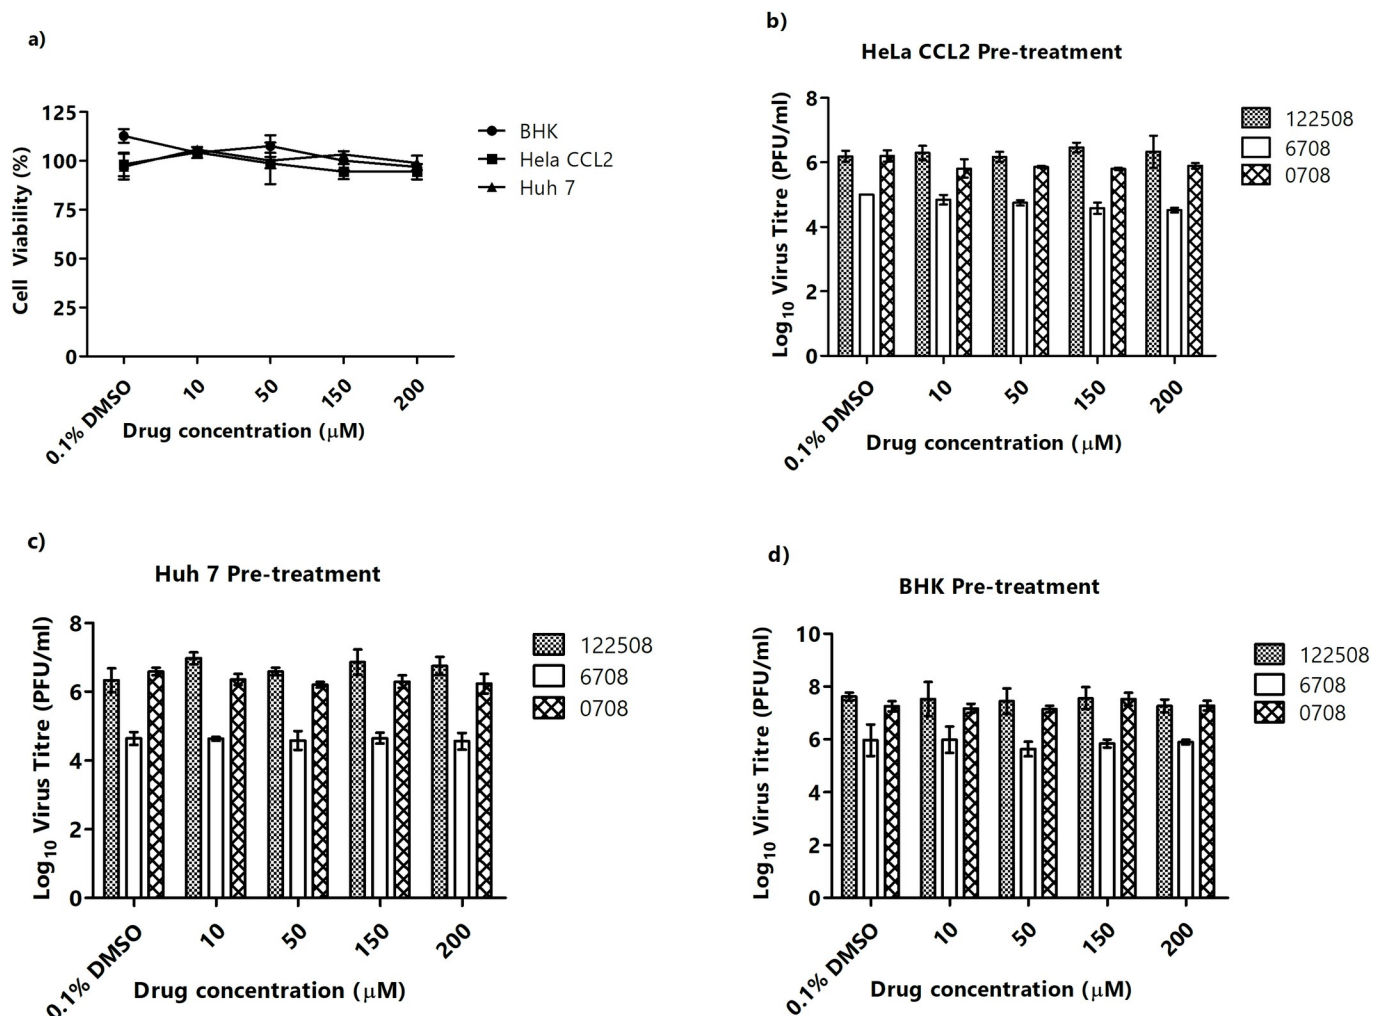 a)
125
100
75
50
25
0
Cell Viability (%)
0.1% DMSO
10
50
150
200
Drug concentration (μM)
BHK
Hela CCL2
Huh 7
b)
HeLa CCL2 Pre-treatment
8
6
4
2
0
Log10 Virus Titre (PFU/ml)
0.1% DMSO
10
50
150
200
Drug concentration (μM)
122508
6708
0708
c)
Huh 7 Pre-treatment
8
6
4
2
0
Log10 Virus Titre (PFU/ml)
0.1% DMSO
10
50
150
200
Drug concentration (μM)
122508
6708
0708
d)
BHK Pre-treatment
10
8
6
4
2
0
Log10 Virus Titre (PFU/ml)
0.1% DMSO
10
50
150
200
Drug concentration (μM)
122508
6708
0708